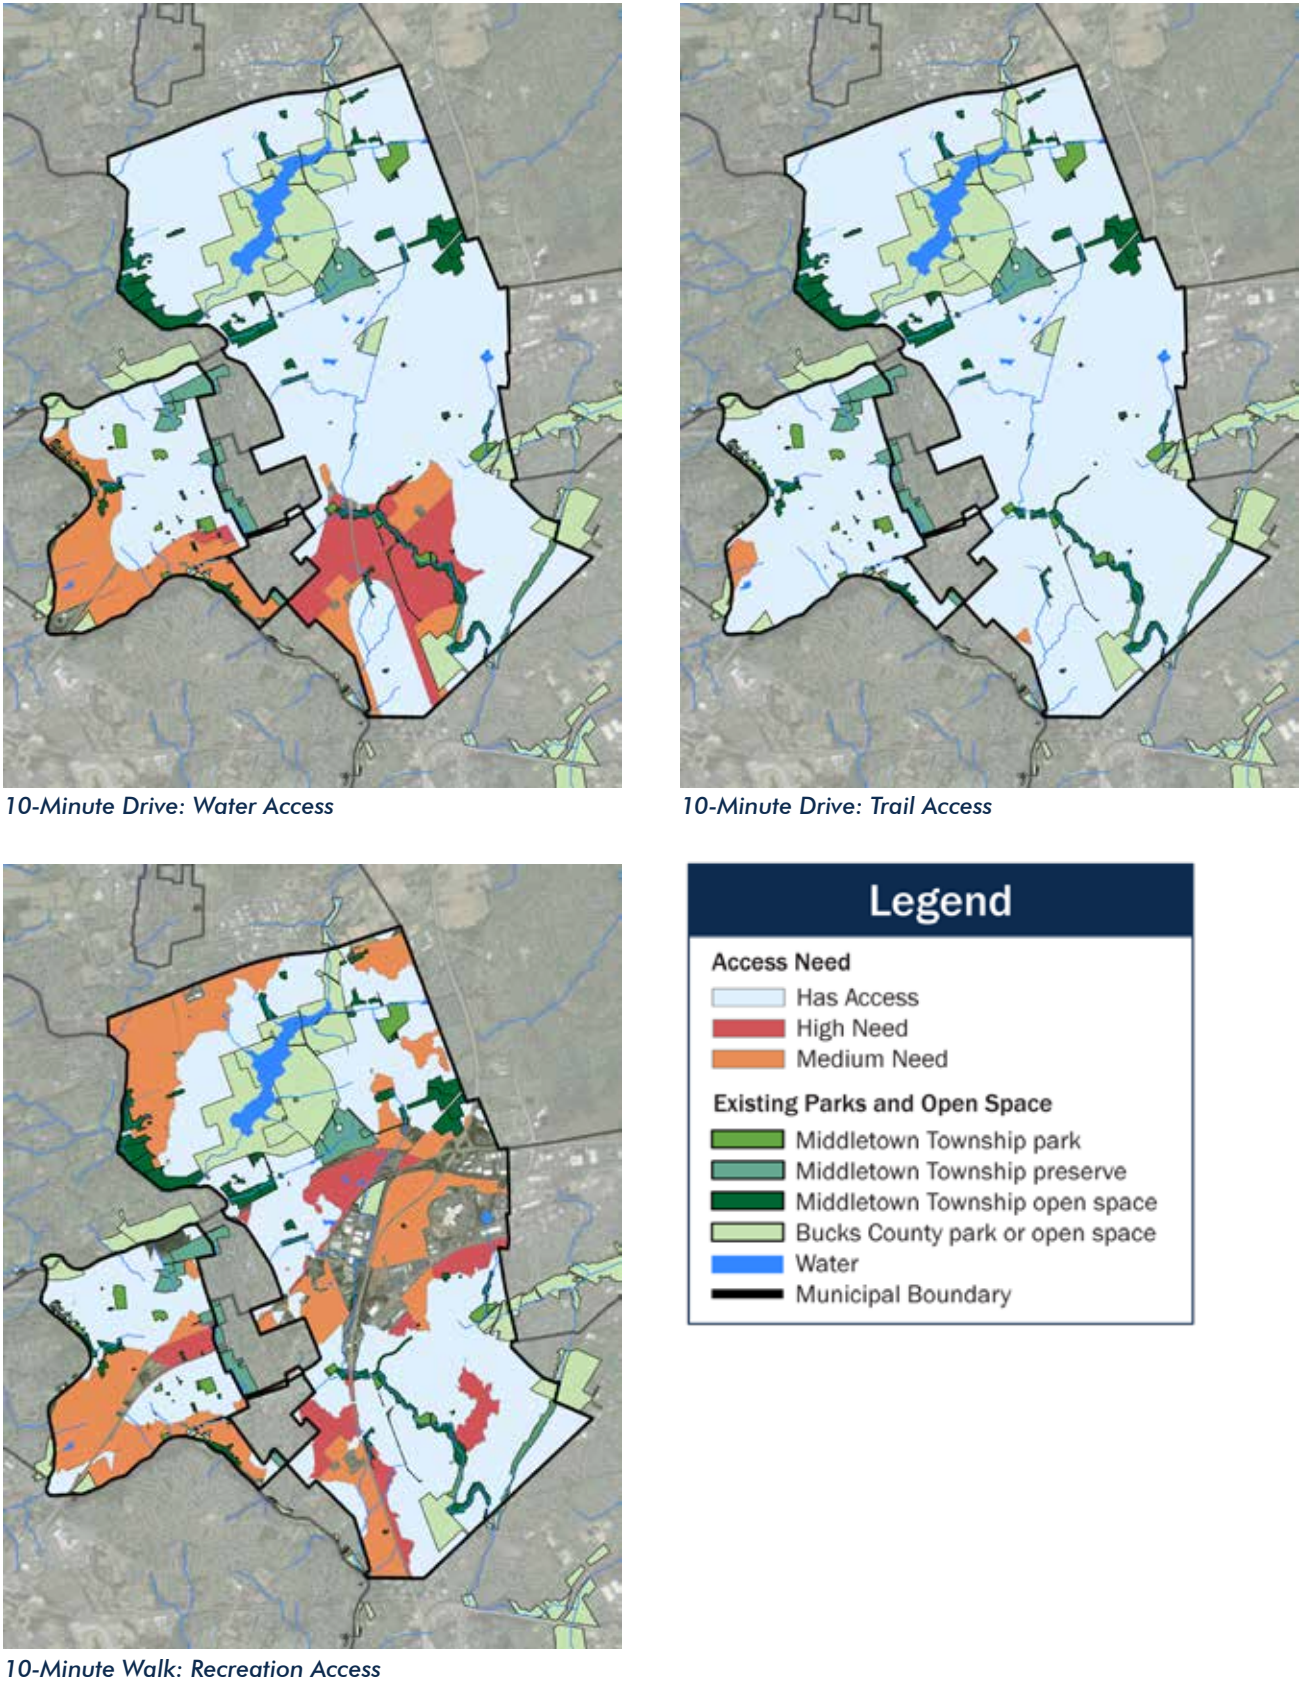 10-Minute Drive: Water Access
10-Minute Drive: Trail Access
10-Minute Walk: Recreation Access
Legend
Access Need
Has Access
High Need
Medium Need
Existing Parks and Open Space
Middletown Township park
Middletown Township preserve
Middletown Township open space
Bucks County park or open space
Water
Municipal Boundary